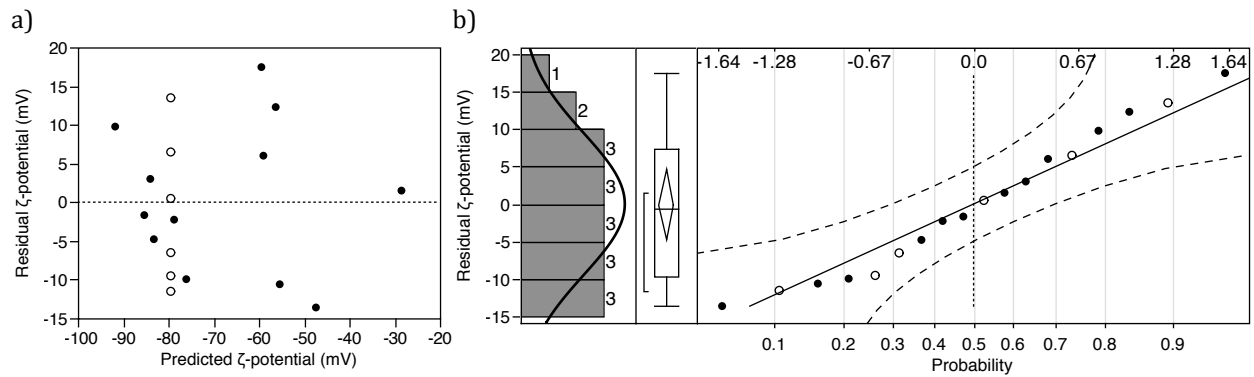 a)
20
15
10
5
0
-5
-10
-15
Residual ζ-potential (mV)
-100 -90 -80 -70 -60 -50 -40 -30 -20
Predicted ζ-potential (mV)
b)
20
15
10
5
0
-5
-10
-15
Residual ζ-potential (mV)
1
2
3
3
3
3
3
-1.64 -1.28 -0.67 0.0 0.67 1.28 1.64
0.1 0.2 0.3 0.4 0.5 0.6 0.7 0.8 0.9
Probability